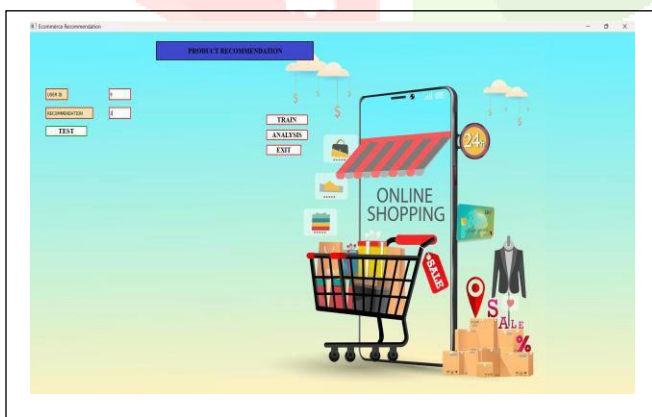 Ecommerce Recommendation
PRODUCT RECOMMENDATION
USER ID
RECOMMENDATION
TEST
TRAIN
ANALYSIS
EXIT
24h
ONLINE
SHOPPING
SALE
SALE
%